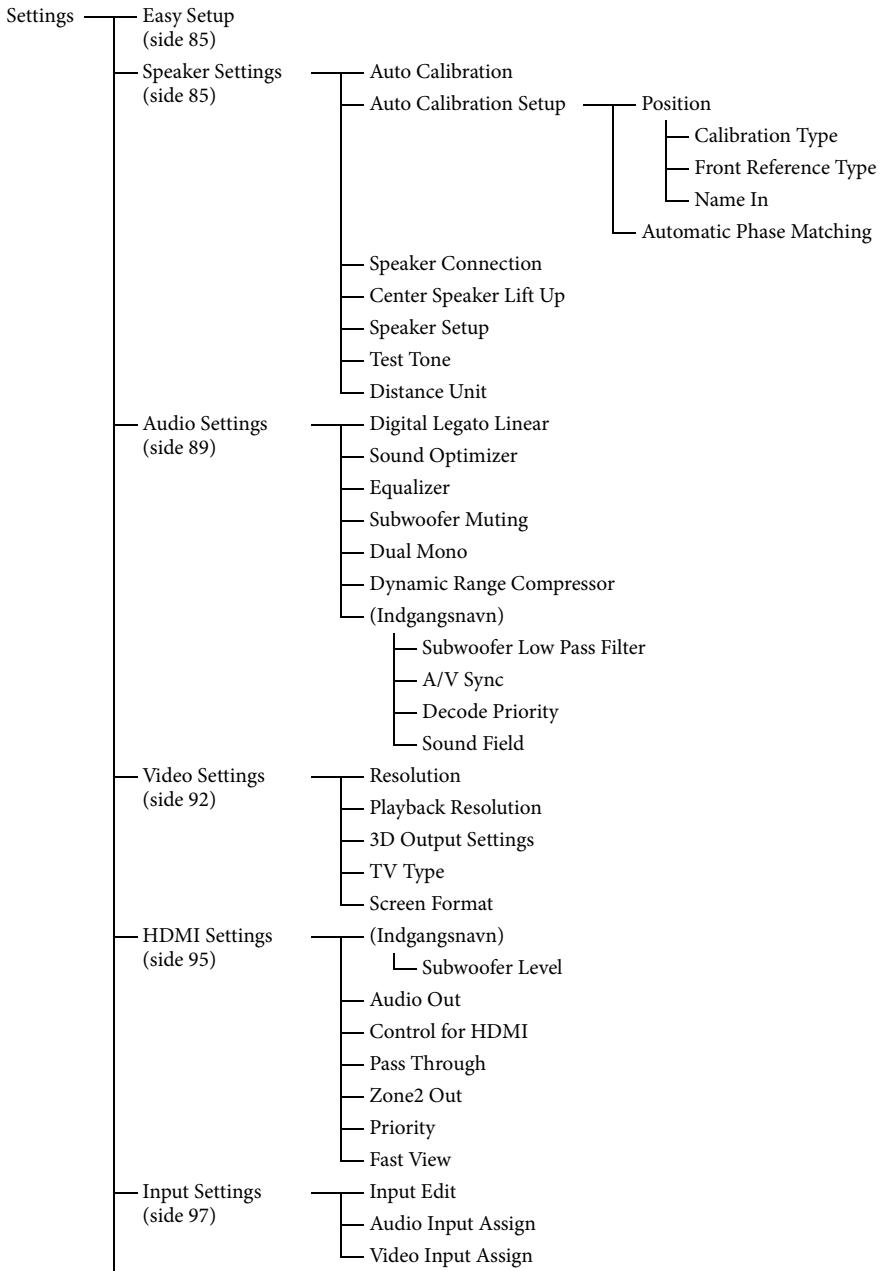 Settings
Easy Setup
(side 85)
Speaker Settings
(side 85)
Auto Calibration
Auto Calibration Setup
Position
Calibration Type
Front Reference Type
Name In
Automatic Phase Matching
Speaker Connection
Center Speaker Lift Up
Speaker Setup
Test Tone
Distance Unit
Audio Settings
(side 89)
Digital Legato Linear
Sound Optimizer
Equalizer
Subwoofer Muting
Dual Mono
Dynamic Range Compressor
(Indgangsnavn)
Subwoofer Low Pass Filter
A/V Sync
Decode Priority
Sound Field
Video Settings
(side 92)
Resolution
Playback Resolution
3D Output Settings
TV Type
Screen Format
HDMI Settings
(side 95)
(Indgangsnavn)
Subwoofer Level
Audio Out
Control for HDMI
Pass Through
Zone2 Out
Priority
Fast View
Input Settings
(side 97)
Input Edit
Audio Input Assign
Video Input Assign